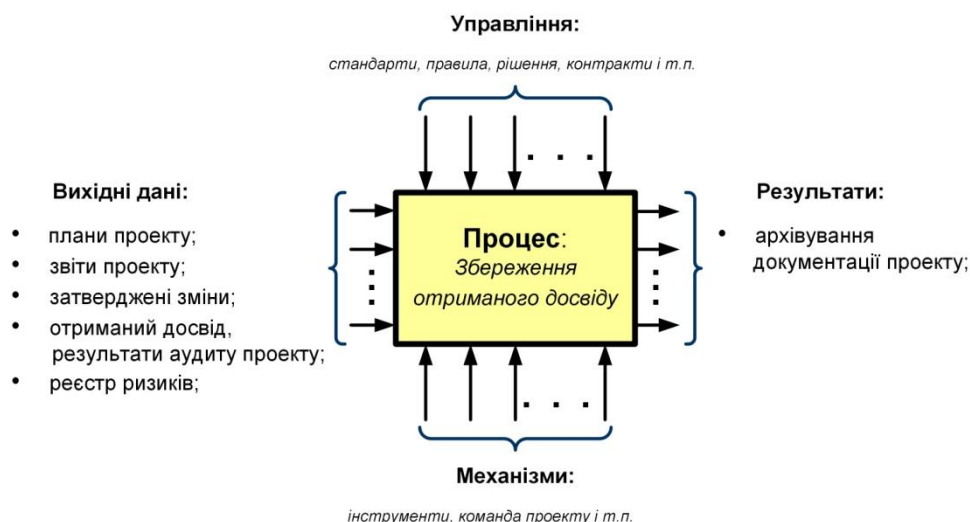 Управління:
стандарти, правила, рішення, контракти і т.п.
Вихідні дані:
• плани проекту;
• звіти проекту;
• затверджені зміни;
• отриманий досвід,
результати аудиту проекту;
• реєстр ризиків;
Процес:
Збереження
отриманого досвіду
Результати:
• архівування
документації проекту;
Механізми:
інструменти, команда проекту і т.п.